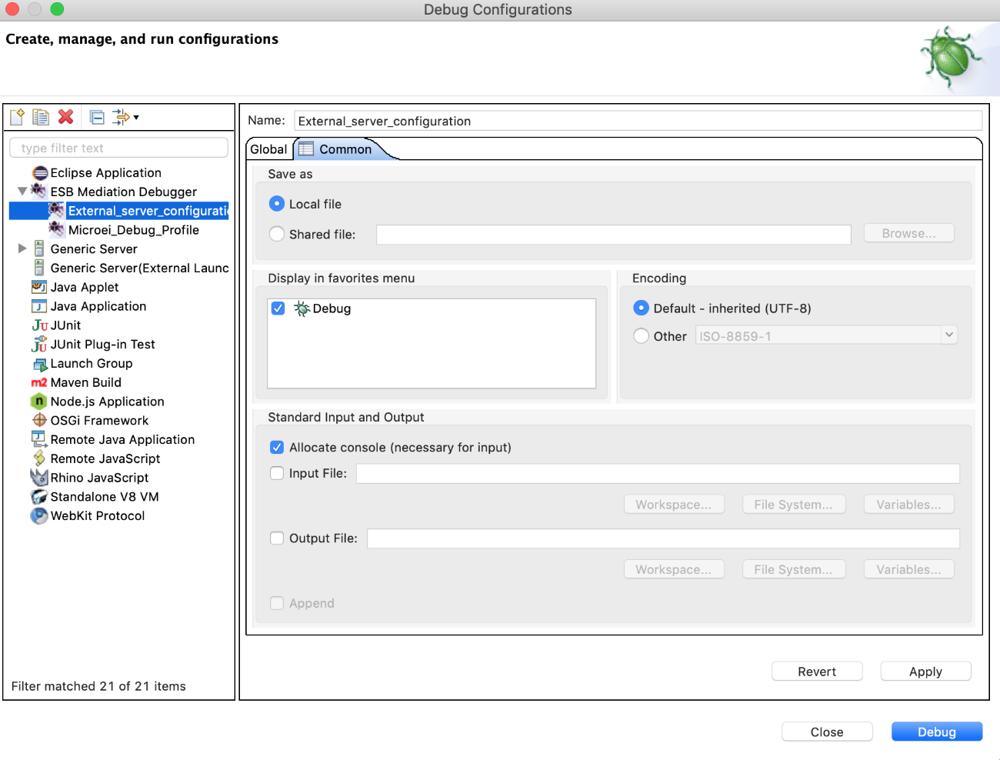 Debug Configurations
Create, manage, and run configurations
type filter text
Eclipse Application
ESB Mediation Debugger
External_server_configuratio
Microei_Debug_Profile
Generic Server
Generic Server(External Launc
Java Applet
Java Application
JUnit
JUnit Plug-in Test
Launch Group
m2 Maven Build
Node.js Application
OSGi Framework
Remote Java Application
Remote JavaScript
Rhino JavaScript
Standalone V8 VM
WebKit Protocol
Filter matched 21 of 21 items
Name: External_server_configuration
Global Common
Save as
Local file
Shared file: Browse...
Display in favorites menu
Debug
Encoding
Default - inherited (UTF-8)
Other ISO-8859-1
Standard Input and Output
Allocate console (necessary for input)
Input File:
Workspace... File System... Variables...
Output File:
Workspace... File System... Variables...
Append
Revert Apply
Close Debug